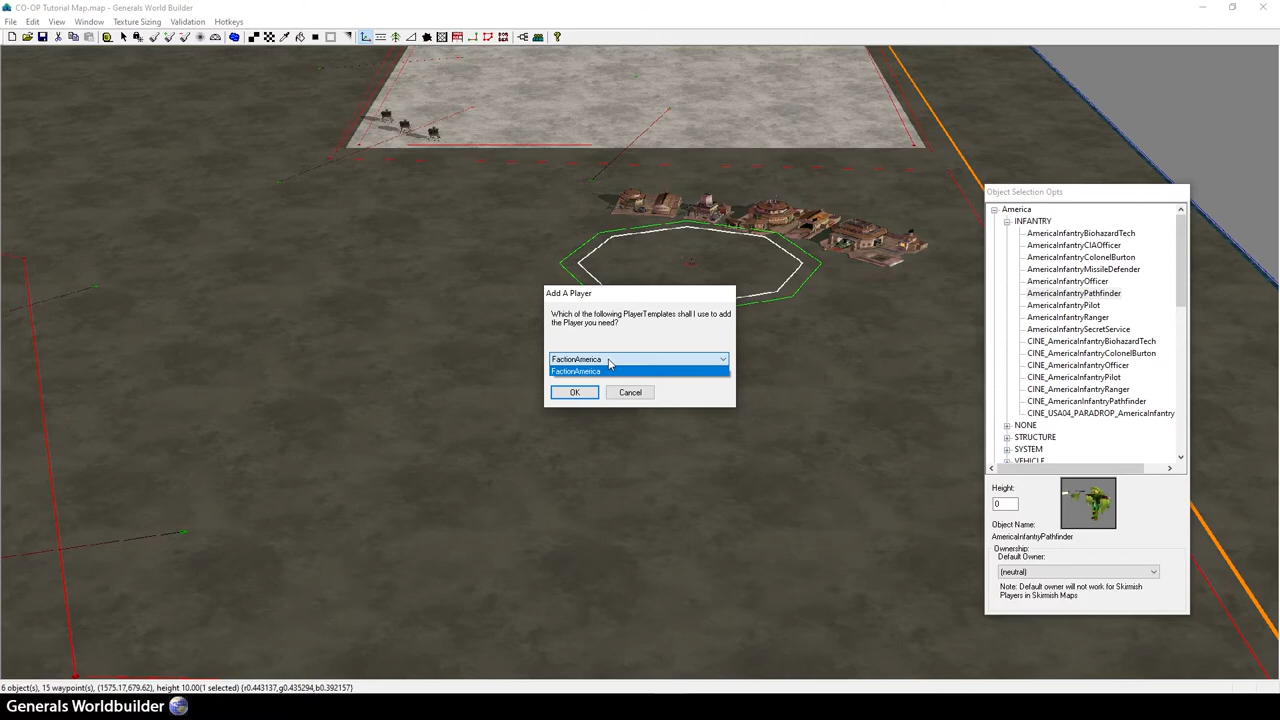 CO-OP Tutorial Map.map - Generals World Builder
File Edit View Window Texture Sizing Validation Hotkeys
Object Selection Opts
America
INFANTRY
AmericaInfantryBiohazardTech
AmericaInfantryCIAOfficer
AmericaInfantryColonelBurton
AmericaInfantryMissileDefender
AmericaInfantryOfficer
AmericaInfantryPathfinder
AmericaInfantryPilot
AmericaInfantryRanger
AmericaInfantrySecretService
CINE_AmericaInfantryBiohazardTech
CINE_AmericaInfantryColonelBurton
CINE_AmericaInfantryOfficer
CINE_AmericaInfantryPilot
CINE_AmericaInfantryRanger
CINE_AmericanInfantryPathfinder
CINE_USA04_PARADROP_AmericaInfantry
NONE
STRUCTURE
SYSTEM
VEHICLE
Add A Player
Which of the following PlayerTemplates shall I use to add
the Player you need?
FactionAmerica
FactionAmerica
OK Cancel
Height:
0
Object Name:
AmericaInfantryPathfinder
Ownership:
Default Owner:
(neutral)
Note: Default owner will not work for Skirmish
Players in Skirmish Maps
6 object(s), 15 waypoint(s), (1575.17,679.62), height 10.00(1 selected) {r0.443137,g0.435294,b0.392157}
Generals Worldbuilder